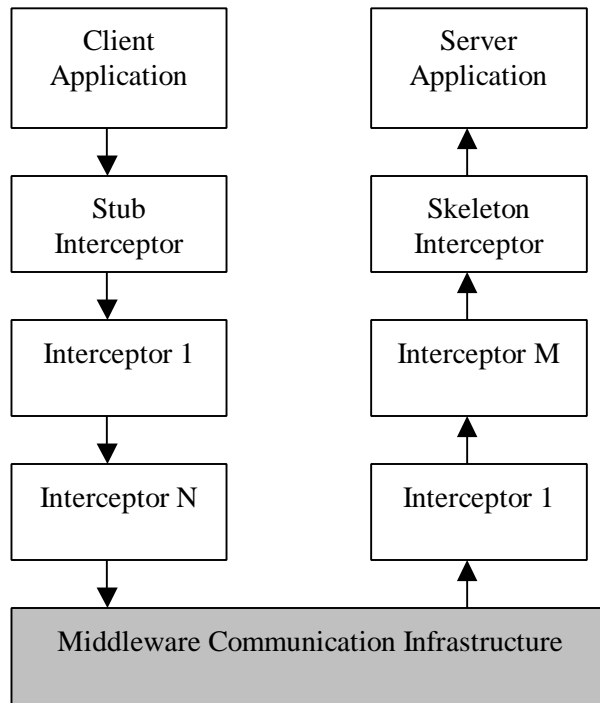 Client
Application
Server
Application
Stub
Interceptor
Skeleton
Interceptor
Interceptor 1
Interceptor M
Interceptor N
Interceptor 1
Middleware Communication Infrastructure